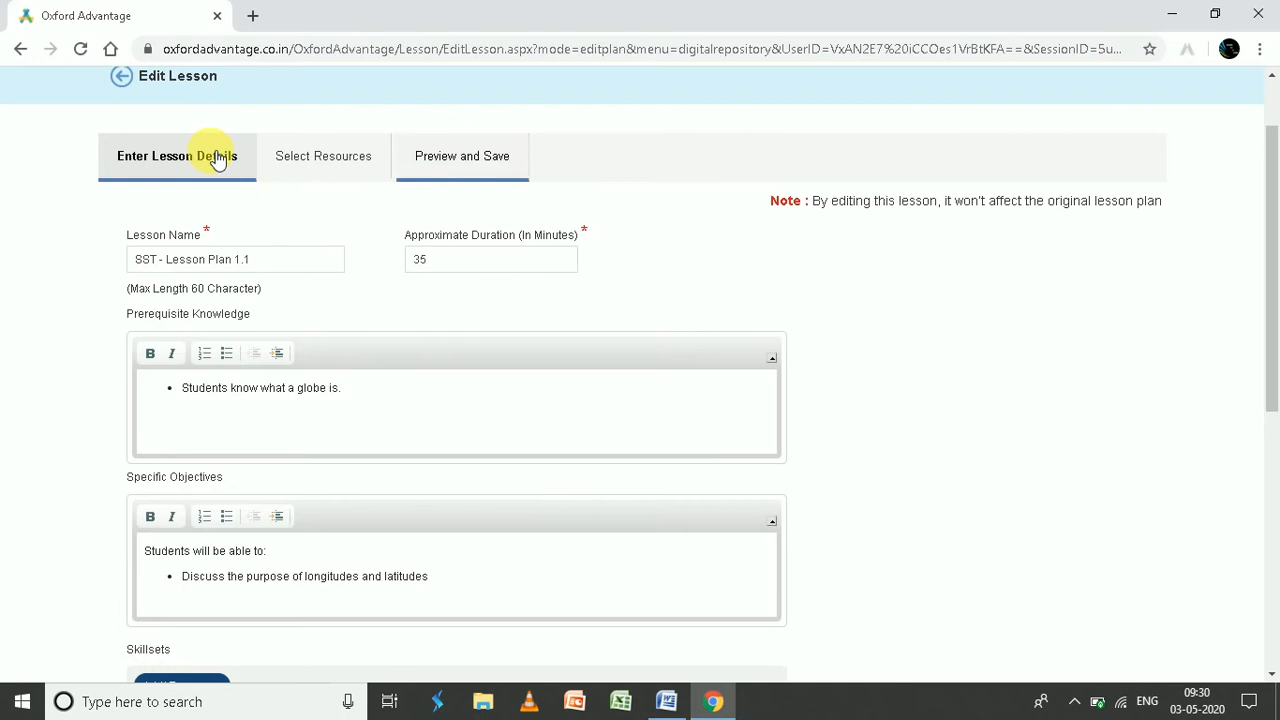 Oxford Advantage
oxfordadvantage.co.in/OxfordAdvantage/Lesson/EditLesson.aspx?mode=editplan&menu=digitalrepository&UserID=VxAN2E7%20iCCOes1VrBtKFA==&SessionID=5u...
Edit Lesson
Enter Lesson Details
Select Resources
Preview and Save
Note : By editing this lesson, it won't affect the original lesson plan
Lesson Name *
Approximate Duration (In Minutes) *
SST - Lesson Plan 1.1
35
(Max Length 60 Character)
Prerequisite Knowledge
B I
• Students know what a globe is.
Specific Objectives
B I
Students will be able to:
• Discuss the purpose of longitudes and latitudes
Skillsets
Type here to search
ENG
09:30
03-05-2020